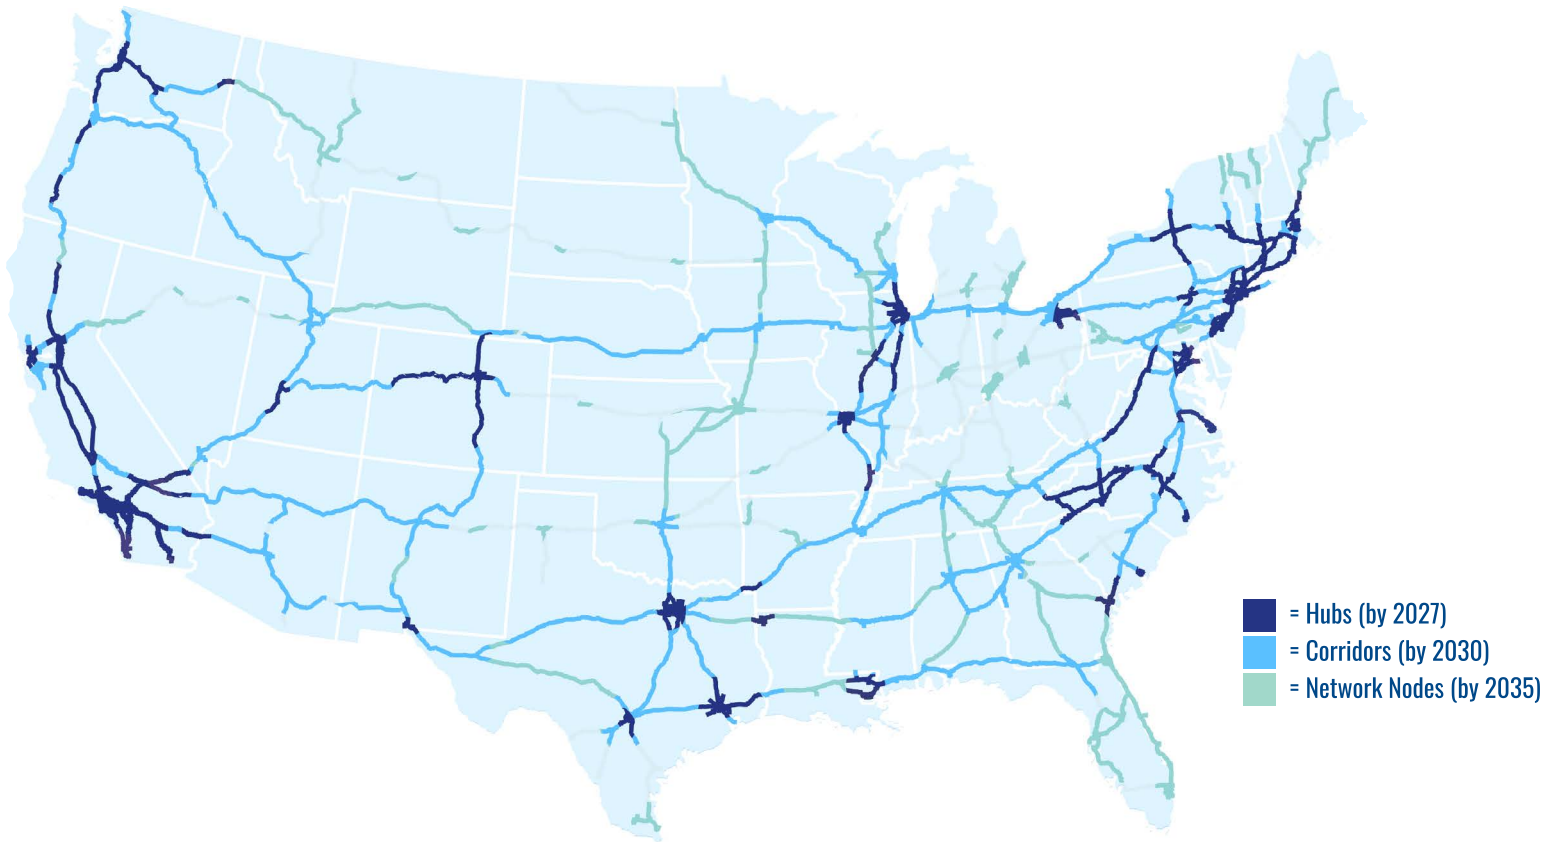 = Hubs (by 2027)
= Corridors (by 2030)
= Network Nodes (by 2035)